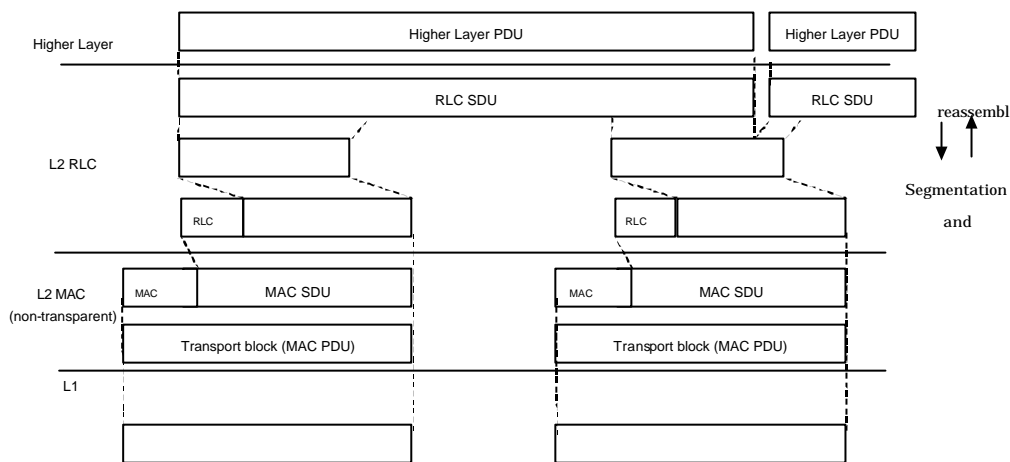 Higher Layer PDU
Higher Layer PDU
Higher Layer
RLC SDU
RLC SDU
reassembl
L2 RLC
Segmentation
and
RLC
RLC
L2 MAC
(non-transparent)
MAC
MAC SDU
MAC
MAC SDU
Transport block (MAC PDU)
Transport block (MAC PDU)
L1